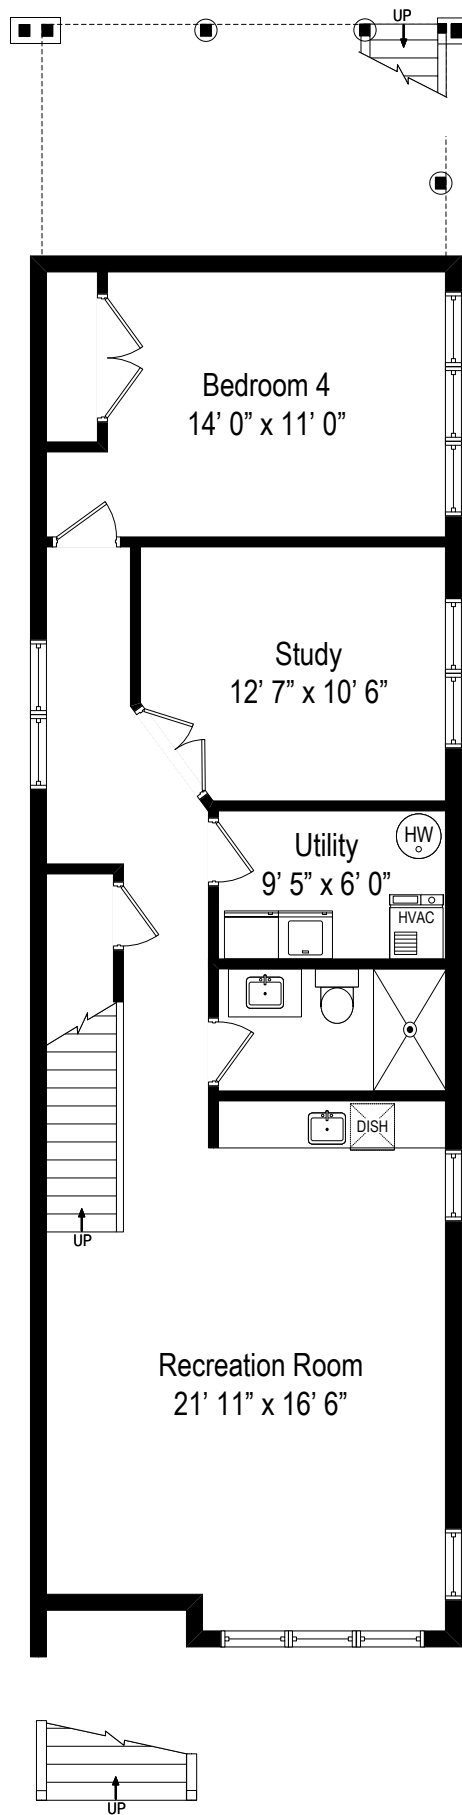 UP
Bedroom 4
14’ 0” x 11’ 0”
Study
12’ 7” x 10’ 6”
HW
Utility
9’ 5” x 6’ 0”
HVAC
DISH
UP
Recreation Room
21’ 11” x 16’ 6”
UP